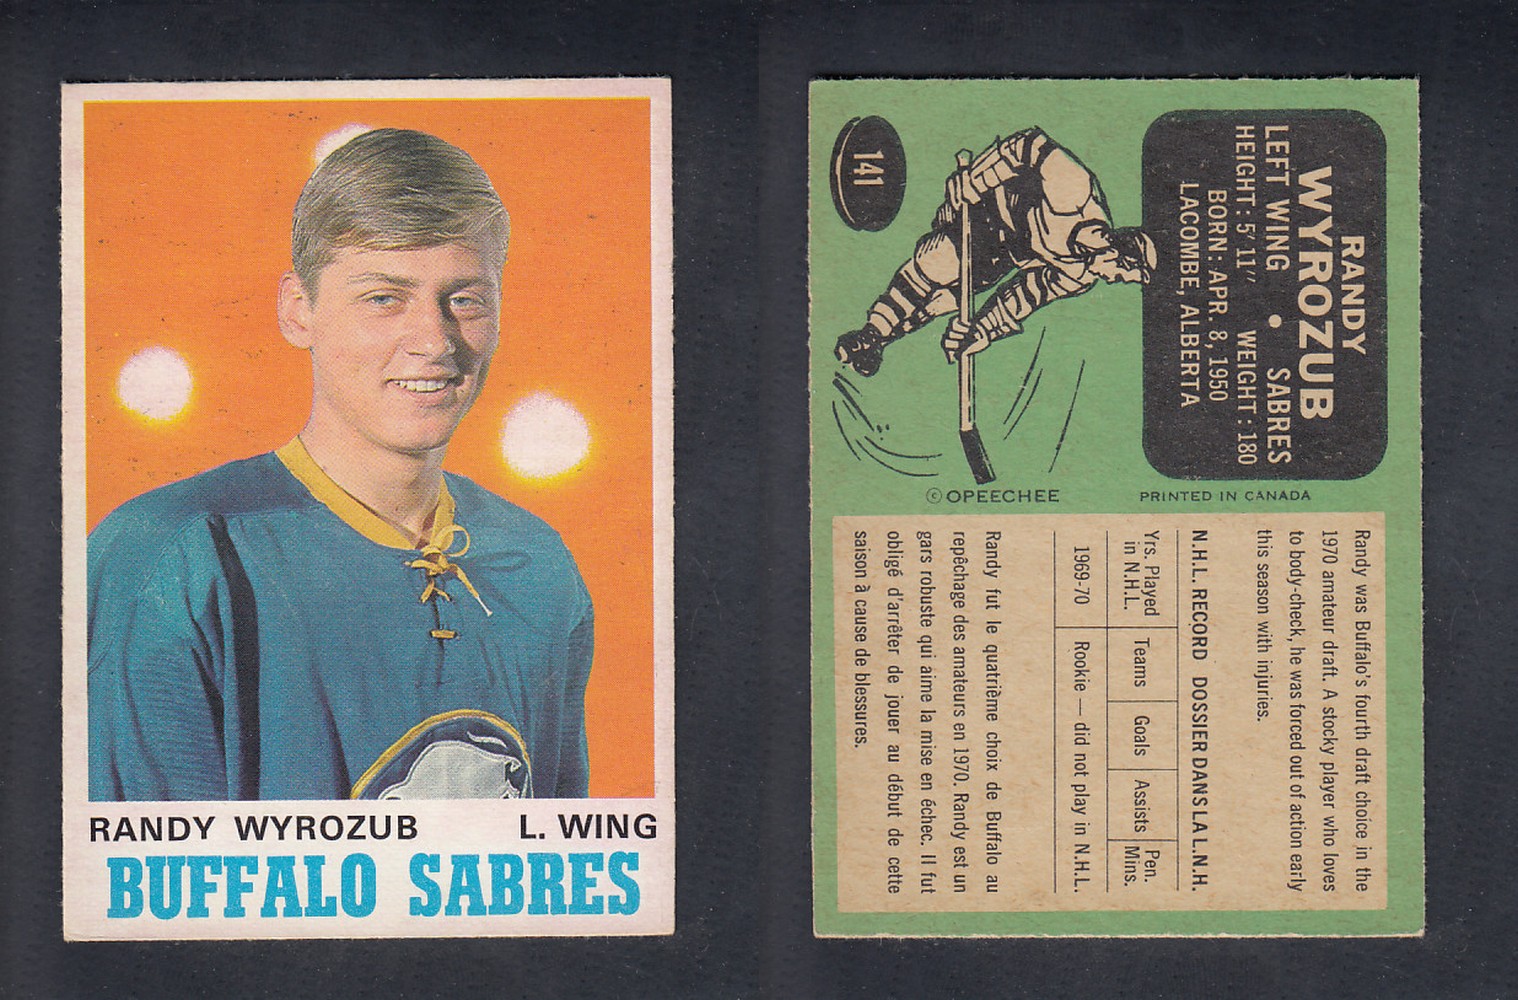 RANDY WYROZUB L. WING
BUFFALO SABRES
141
RANDY
WYROZUB
LEFT WING • SABRES
HEIGHT: 5' 11" WEIGHT: 180
BORN: APR. 8, 1950
LACOMBE, ALBERTA
© OPEECHEE PRINTED IN CANADA
Randy was Buffalo's fourth draft choice in the
1970 amateur draft. A stocky player who loves
to body-check, he was forced out of action early
this season with injuries.
N.H.L. RECORD DOSSIER DANS LA L.N.H.
Yrs. Played in N.H.L. Teams Goals Assists Pen. Mins.
1969-70 Rookie — did not play in N.H.L.
Randy fut le quatrième choix de Buffalo au
repêchage des amateurs en 1970. Randy est un
gars robuste qui aime la mise en échec. Il fut
obligé d'arrêter de jouer au début de cette
saison à cause de blessures.